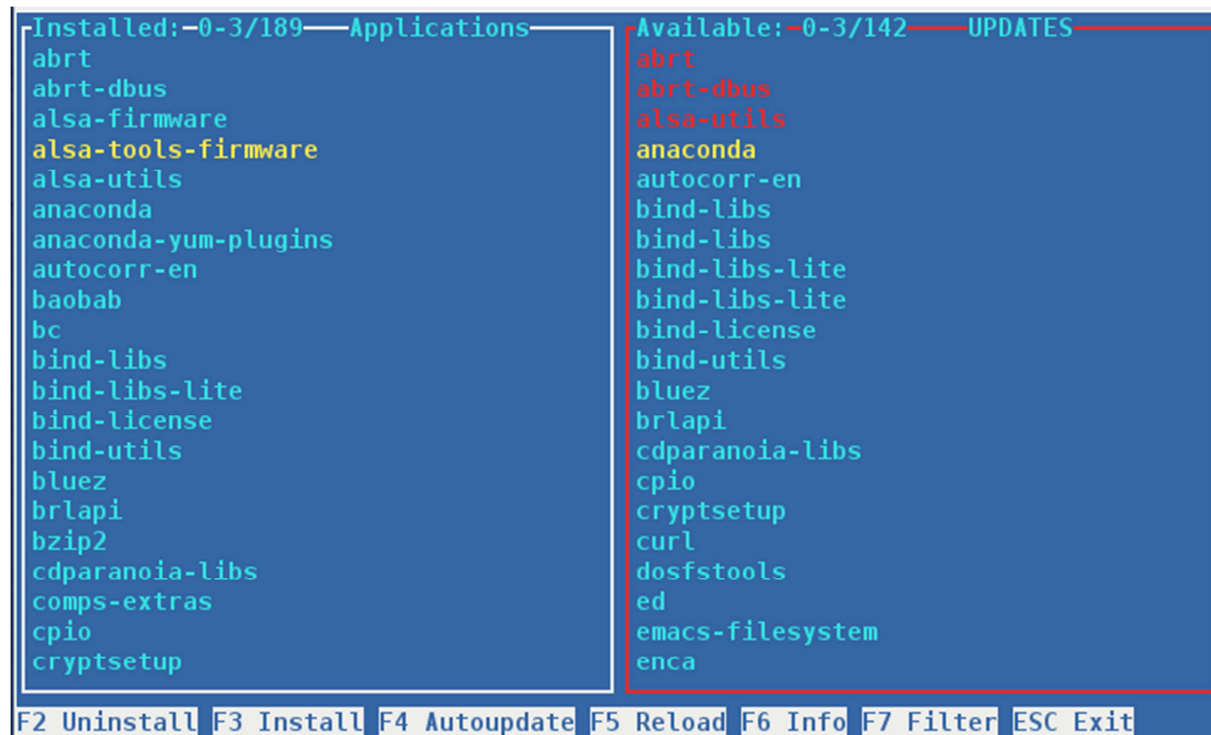 Installed: 0-3/189 Applications
abrt
abrt-dbus
alsa-firmware
alsa-tools-firmware
alsa-utils
anaconda
anaconda-yum-plugins
autocorr-en
baobab
bc
bind-libs
bind-libs-lite
bind-license
bind-utils
bluez
brlapi
bzip2
cdparanoia-libs
comps-extras
cpio
cryptsetup
Available: 0-3/142 UPDATES
abrt
abrt-dbus
alsa-utils
anaconda
autocorr-en
bind-libs
bind-libs
bind-libs-lite
bind-libs-lite
bind-license
bind-utils
bluez
brlapi
cdparanoia-libs
cpio
cryptsetup
curl
dosfstools
ed
emacs-filesystem
enca
F2 Uninstall F3 Install F4 Autoupdate F5 Reload F6 Info F7 Filter ESC Exit